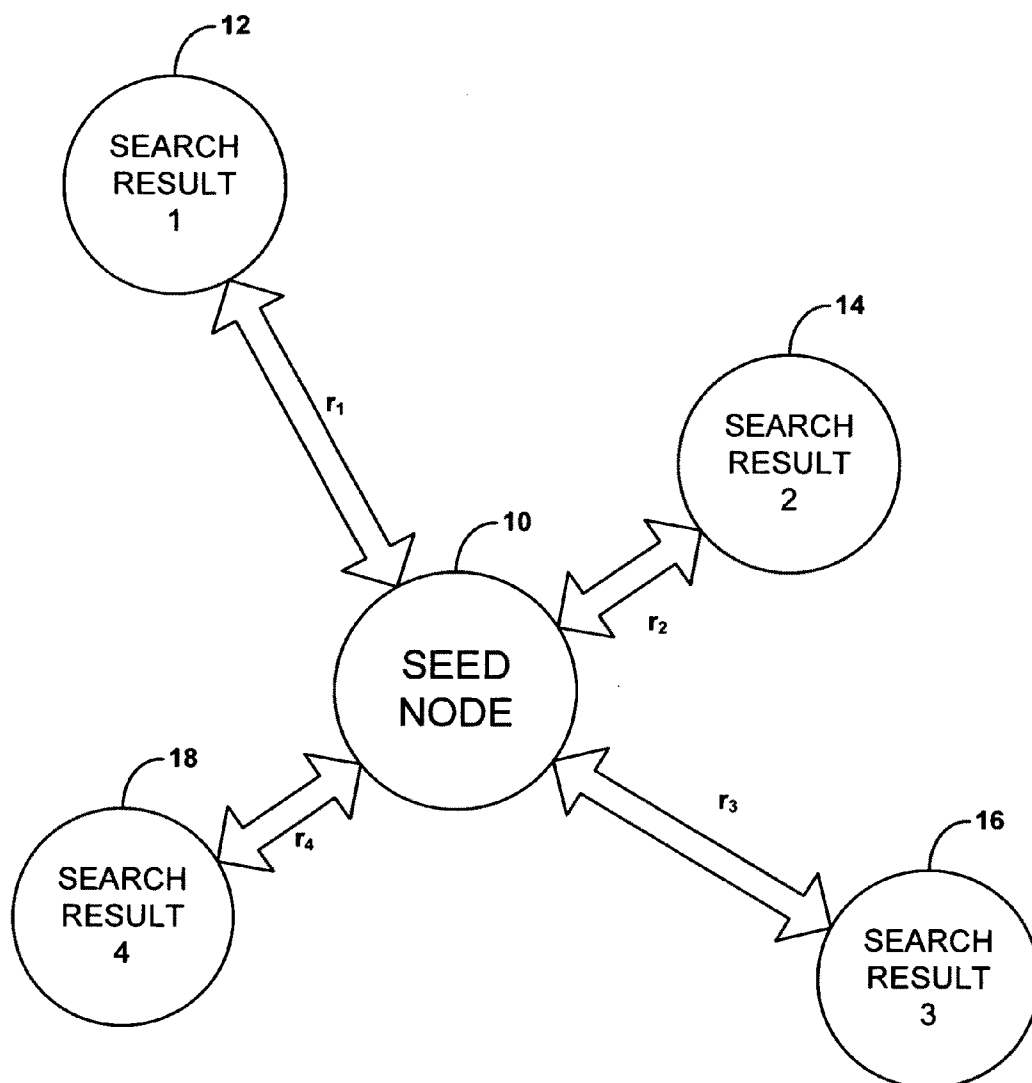 12
SEARCH
RESULT
1
14
r₁
SEARCH
RESULT
2
10
r₂
SEED
NODE
18
r₃
r₄
16
SEARCH
RESULT
4
SEARCH
RESULT
3